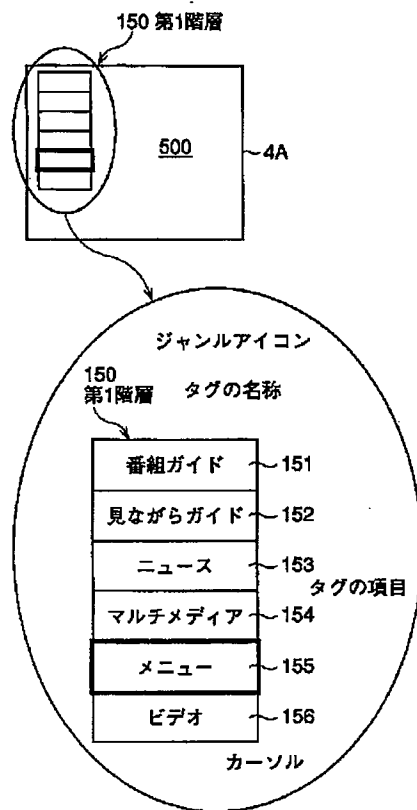 150 第1階層
500
4A
ジャンルアイコン
タグの名称
150
第1階層
番組ガイド
151
見ながらガイド
152
ニュース
153
タグの項目
マルチメディア
154
メニュー
155
ビデオ
156
カーソル